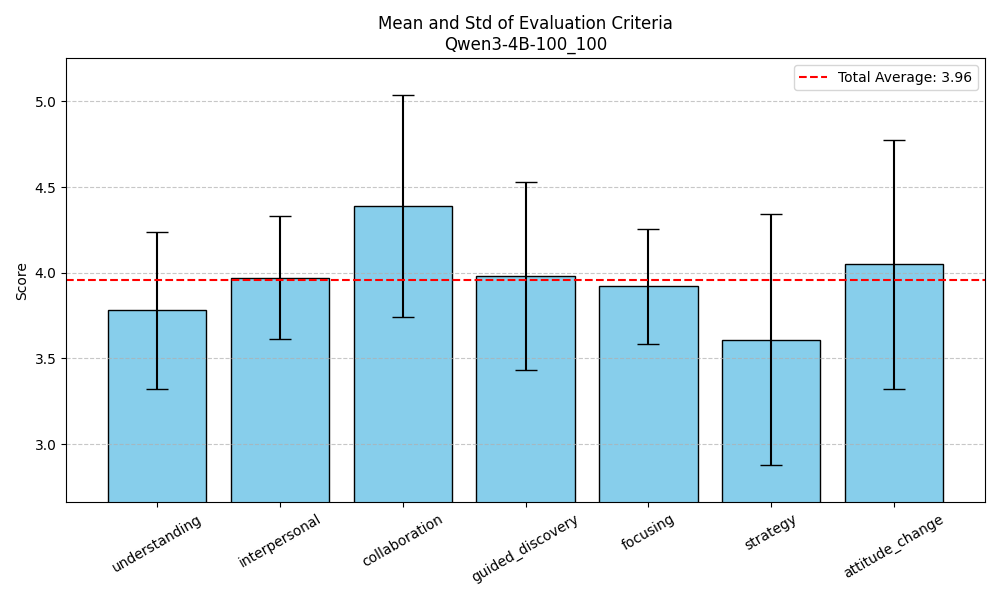 Mean and Std of Evaluation Criteria
Qwen3-4B-100_100
Total Average: 3.96
Score
5.0
4.5
4.0
3.5
3.0
understanding
interpersonal
collaboration
guided_discovery
focusing
strategy
attitude_change